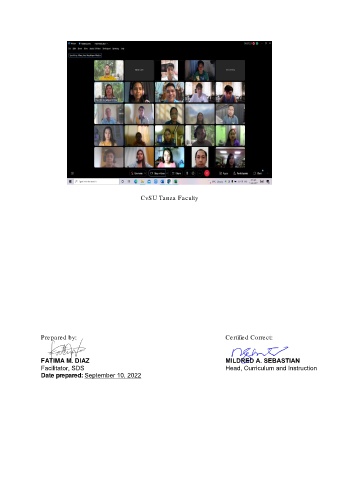 CvSU Tanza Faculty
Prepared by:
Certified Correct:
FATIMA M. DIAZ
MILDRED A. SEBASTIAN
Facilitator, SDS
Head, Curriculum and Instruction
Date prepared: September 10, 2022